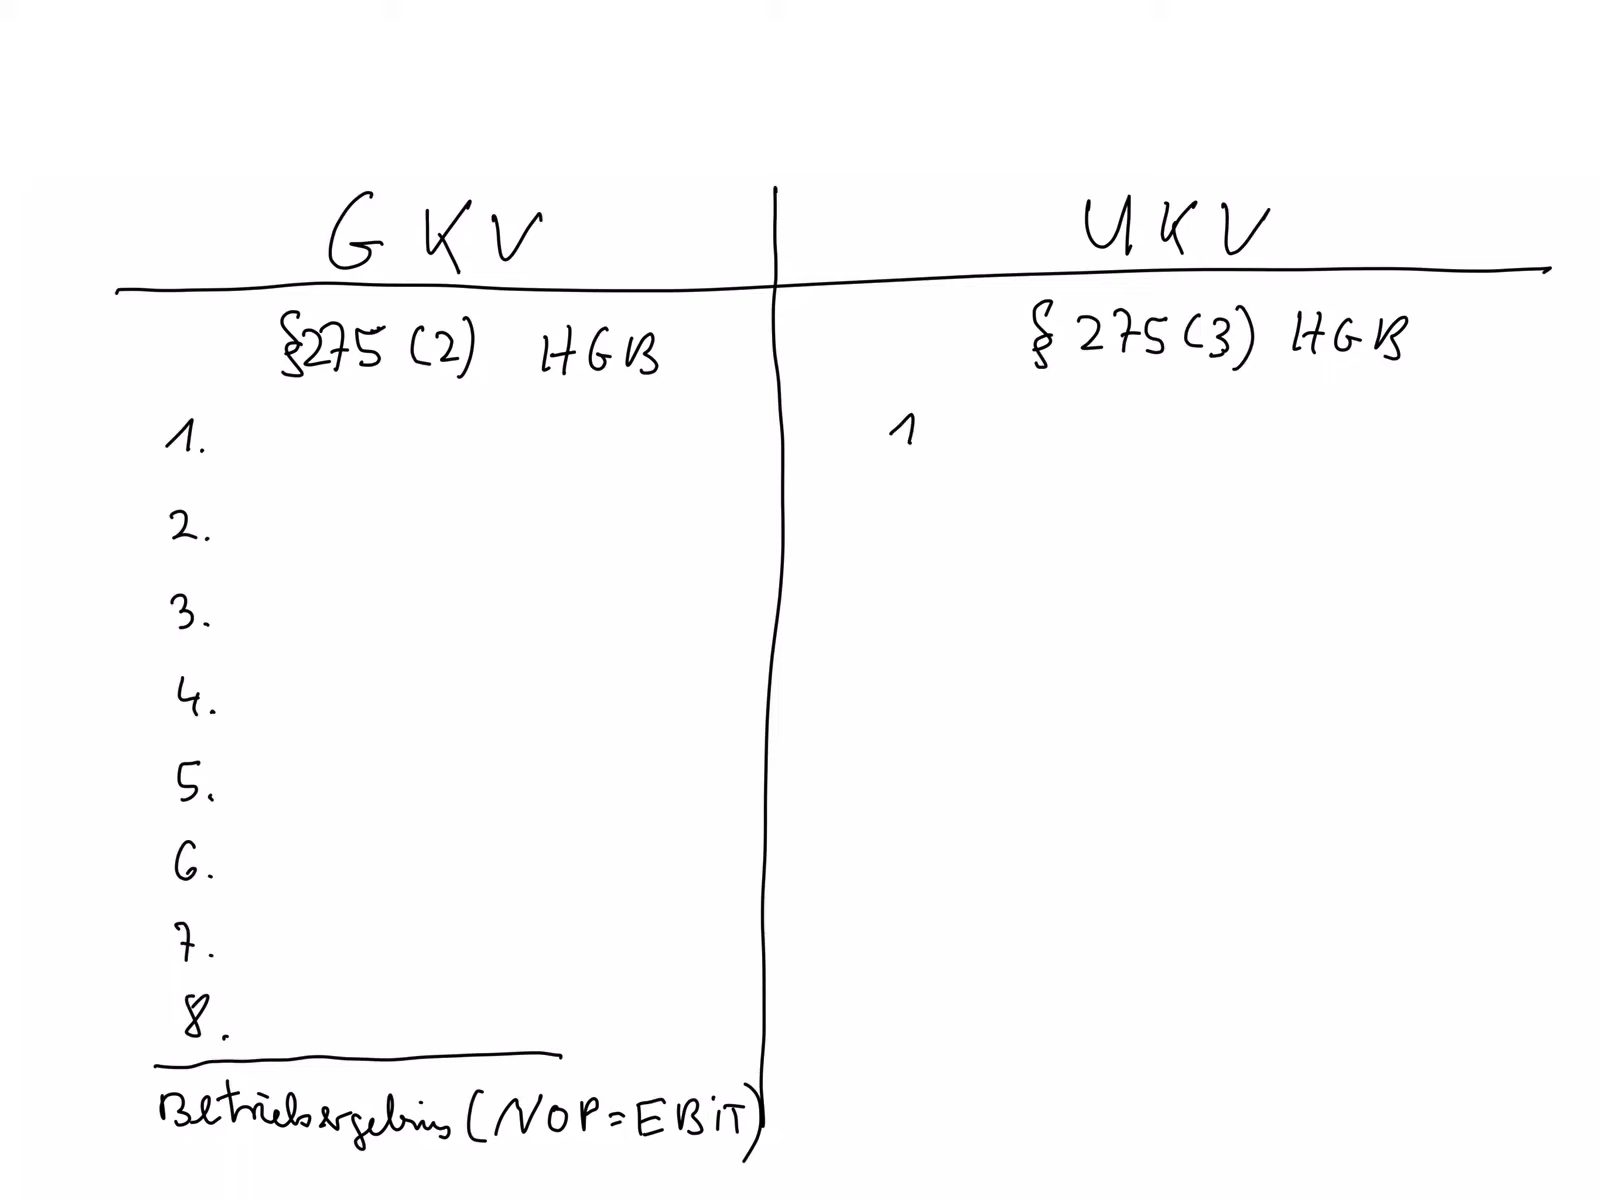 GKV
UKV
§275 (2) HGB
§ 275 (3) HGB
1.
1
2.
3.
4.
5.
6.
7.
8.
Betriebsergebnis (NOP=EBiT)